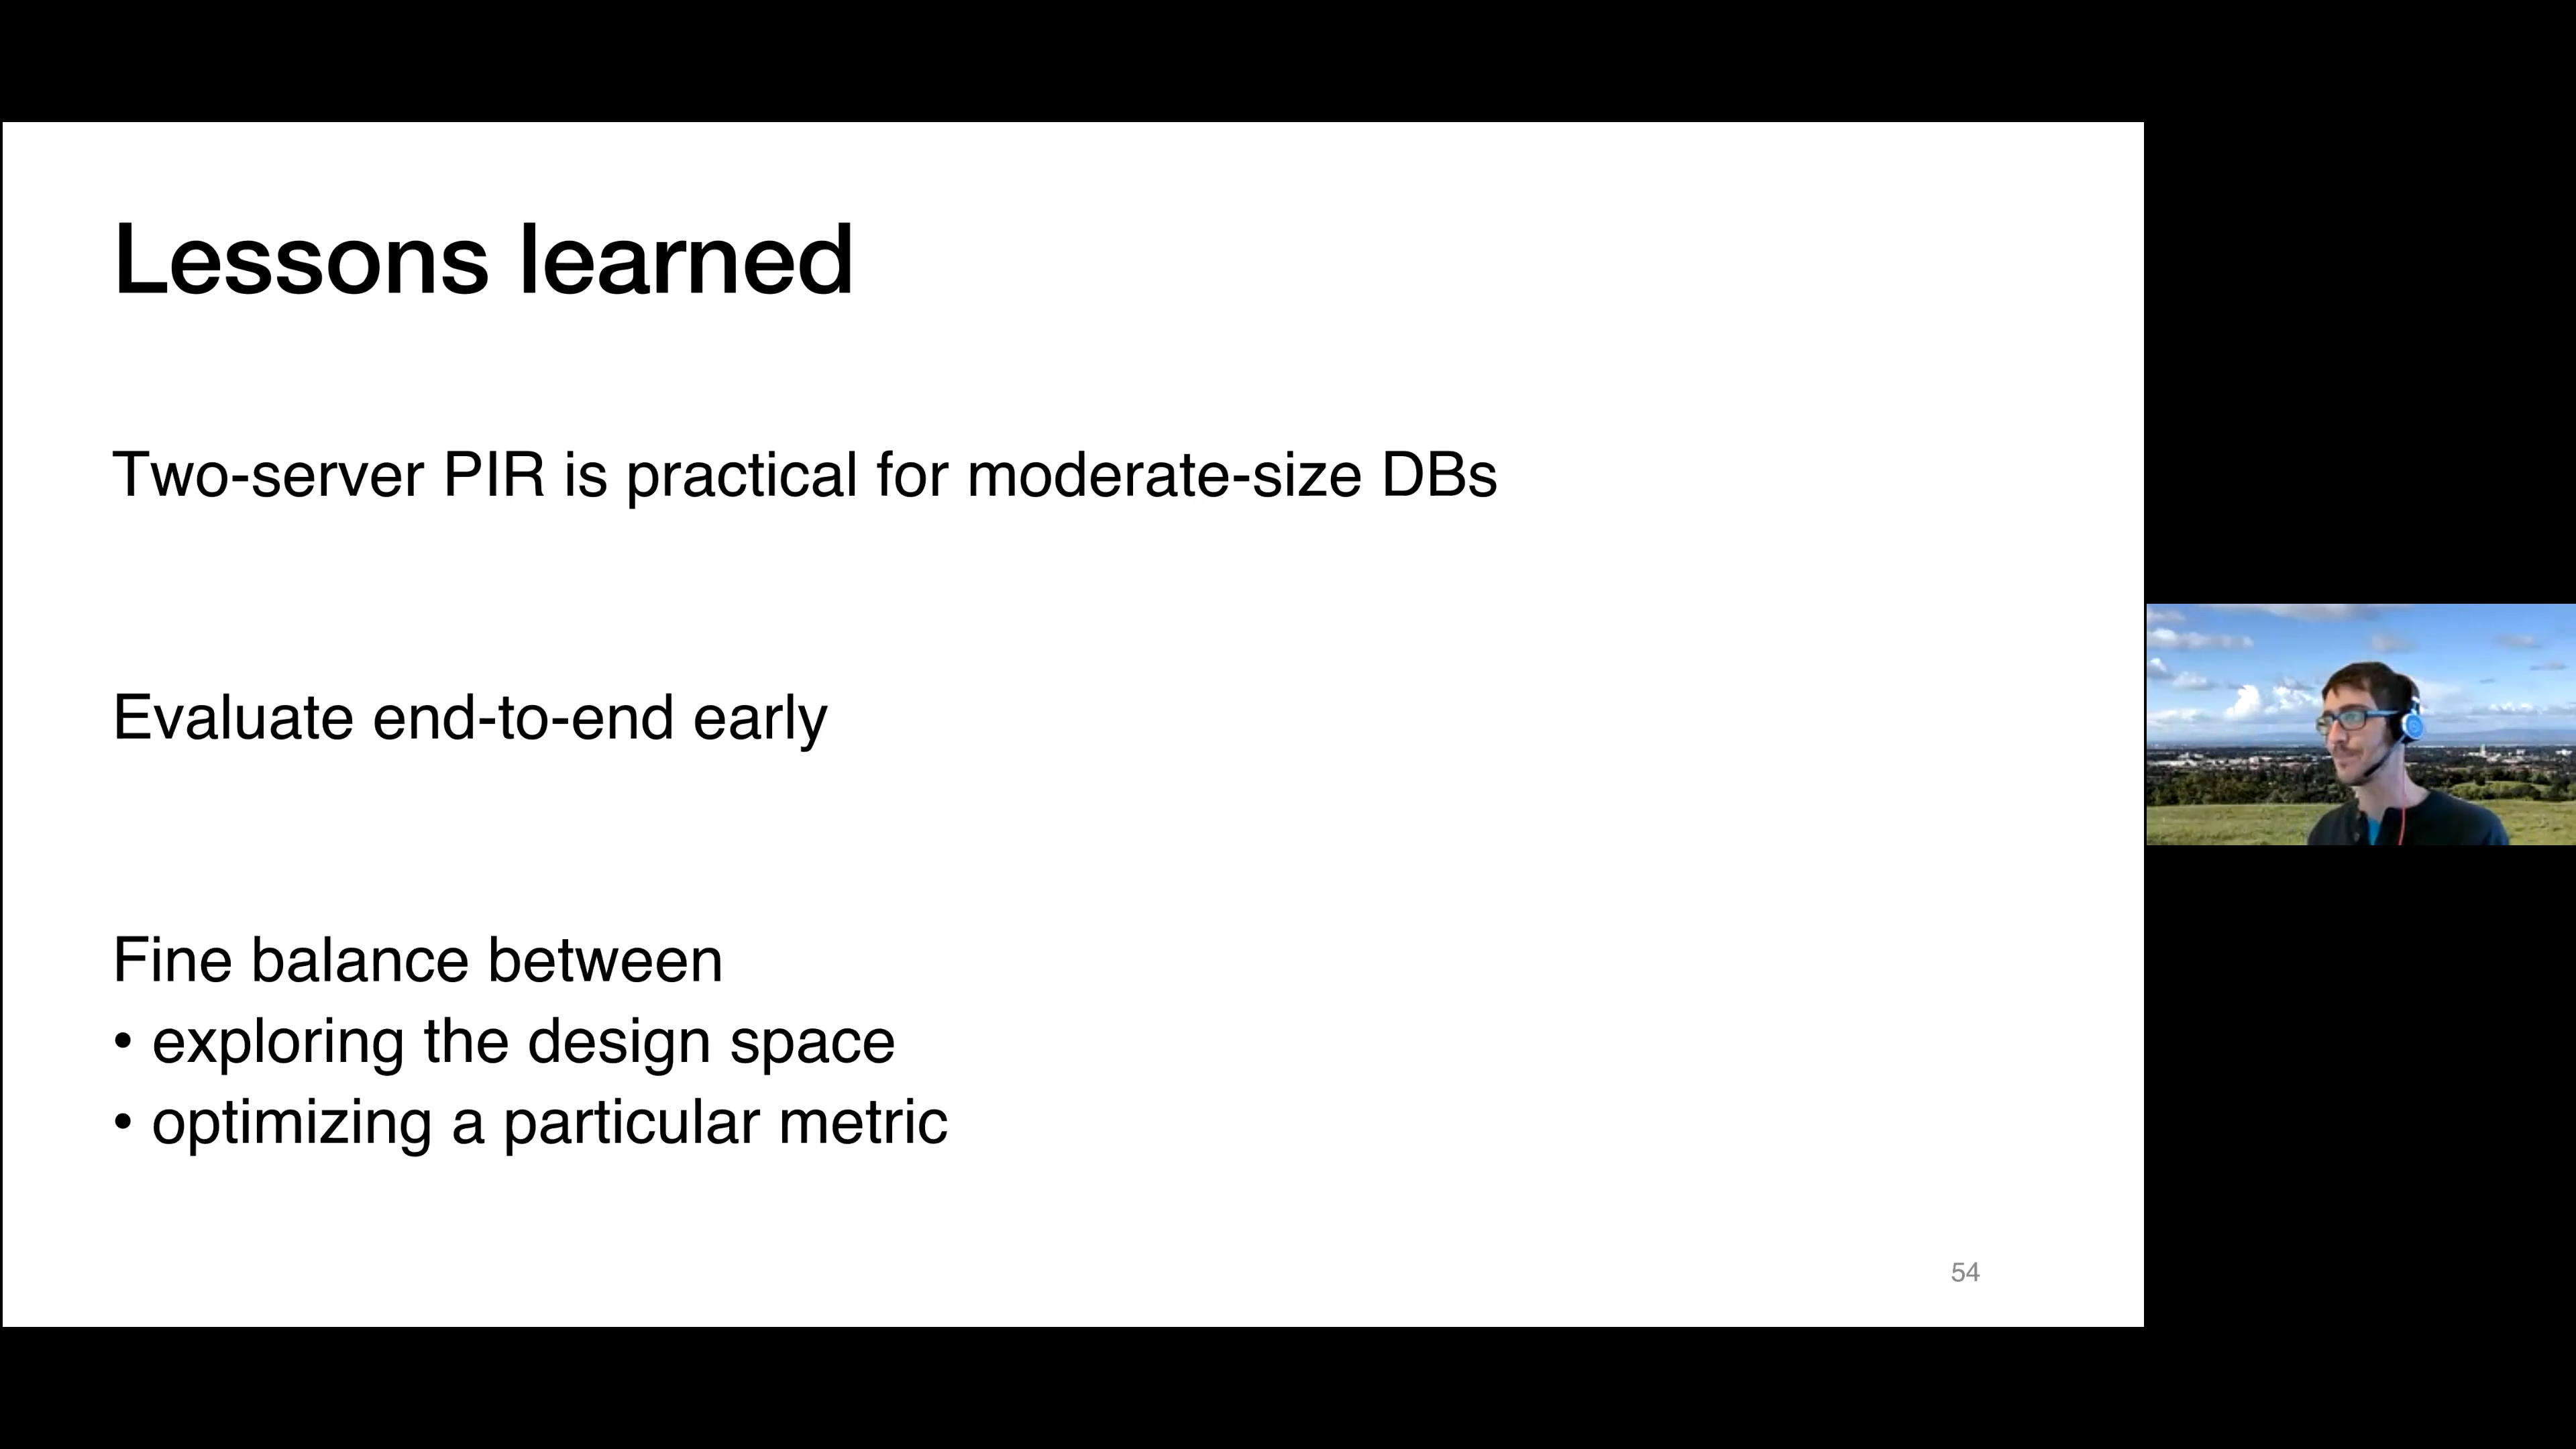 Lessons learned
Two-server PIR is practical for moderate-size DBs
Evaluate end-to-end early
Fine balance between
• exploring the design space
• optimizing a particular metric
54